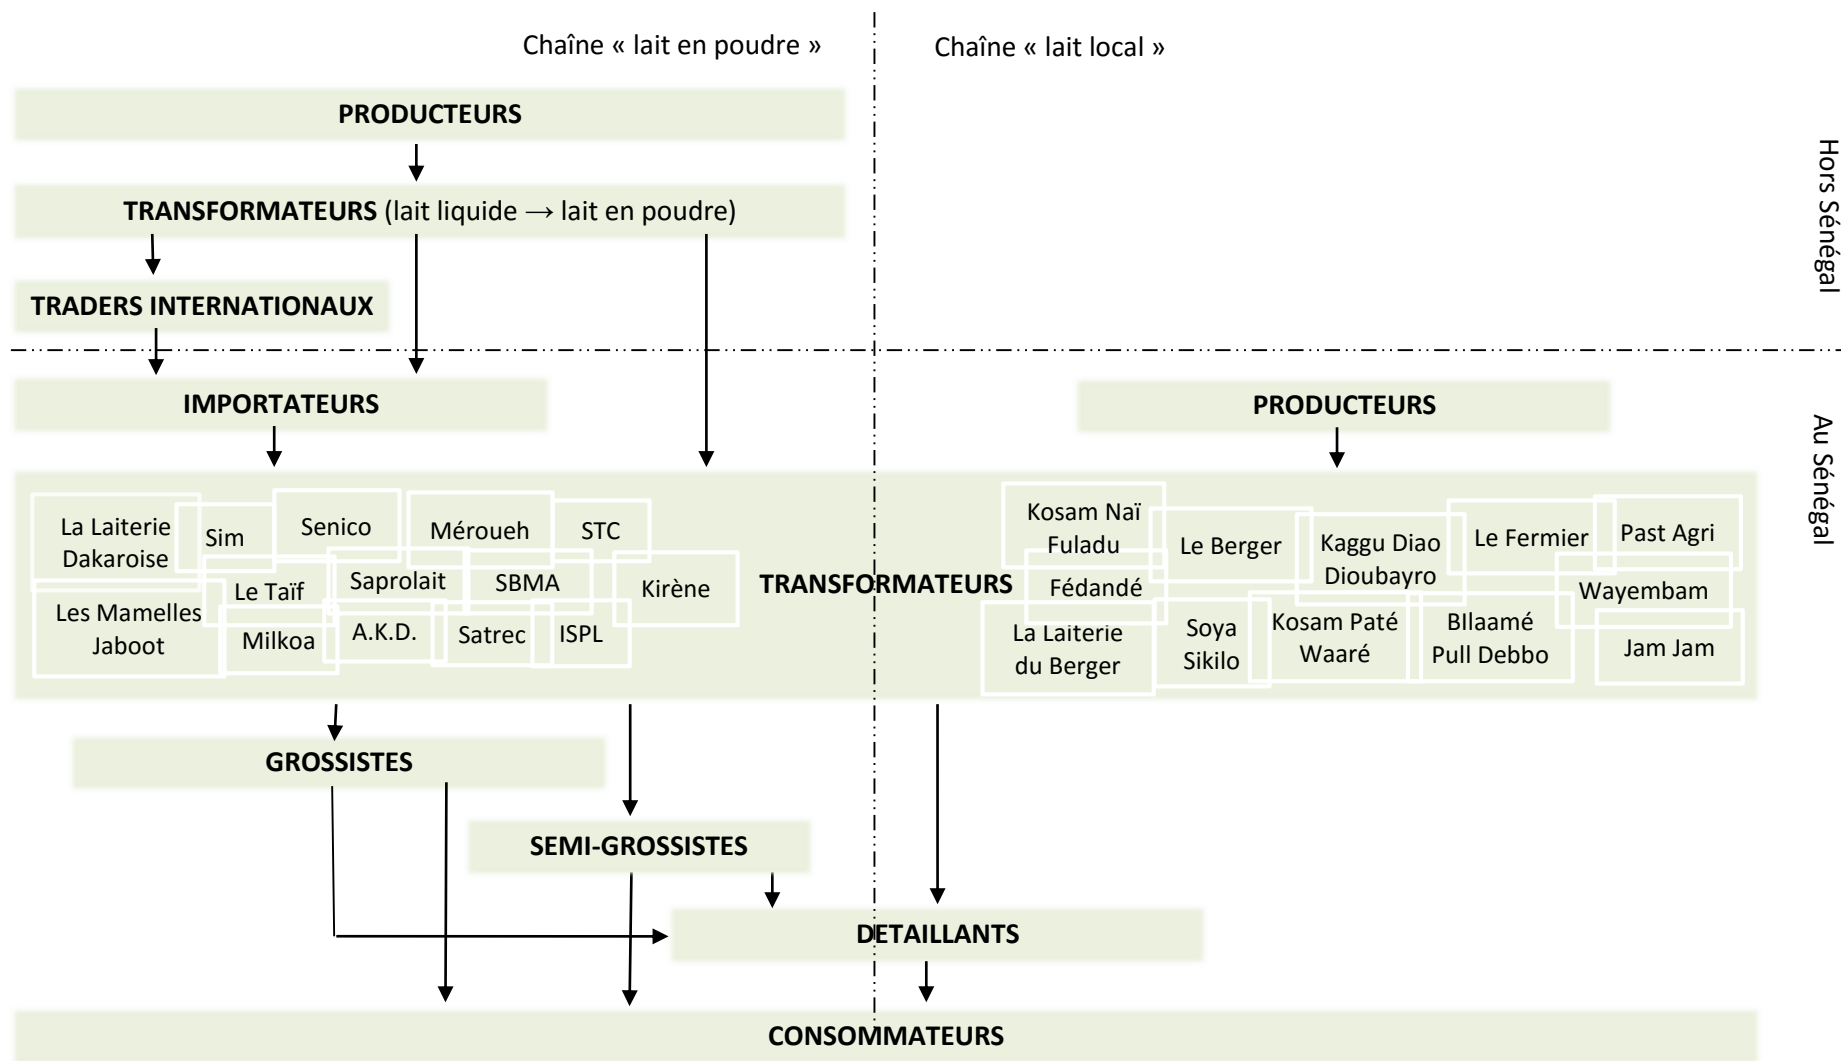 Chaîne « lait en poudre »
Chaîne « lait local »
PRODUCTEURS
TRANSFORMATEURS (lait liquide → lait en poudre)
TRADERS INTERNATIONAUX
Hors Sénégal
IMPORTATEURS
PRODUCTEURS
Au Sénégal
La Laiterie
Dakaroise
Sim
Senico
Méroueh
STC
Le Taïf
Saprolait
SBMA
Kirène
Les Mamelles
Jaboot
Milkoa
A.K.D.
Satrec
ISPL
TRANSFORMATEURS
Kosam Naï
Fuladu
Le Berger
Kaggu Diao
Dioubayro
Le Fermier
Past Agri
Fédandé
Wayembam
La Laiterie
du Berger
Soya
Sikilo
Kosam Paté
Waaré
BIlaamé
Pull Debbo
Jam Jam
GROSSISTES
SEMI-GROSSISTES
DETAILLANTS
CONSOMMATEURS